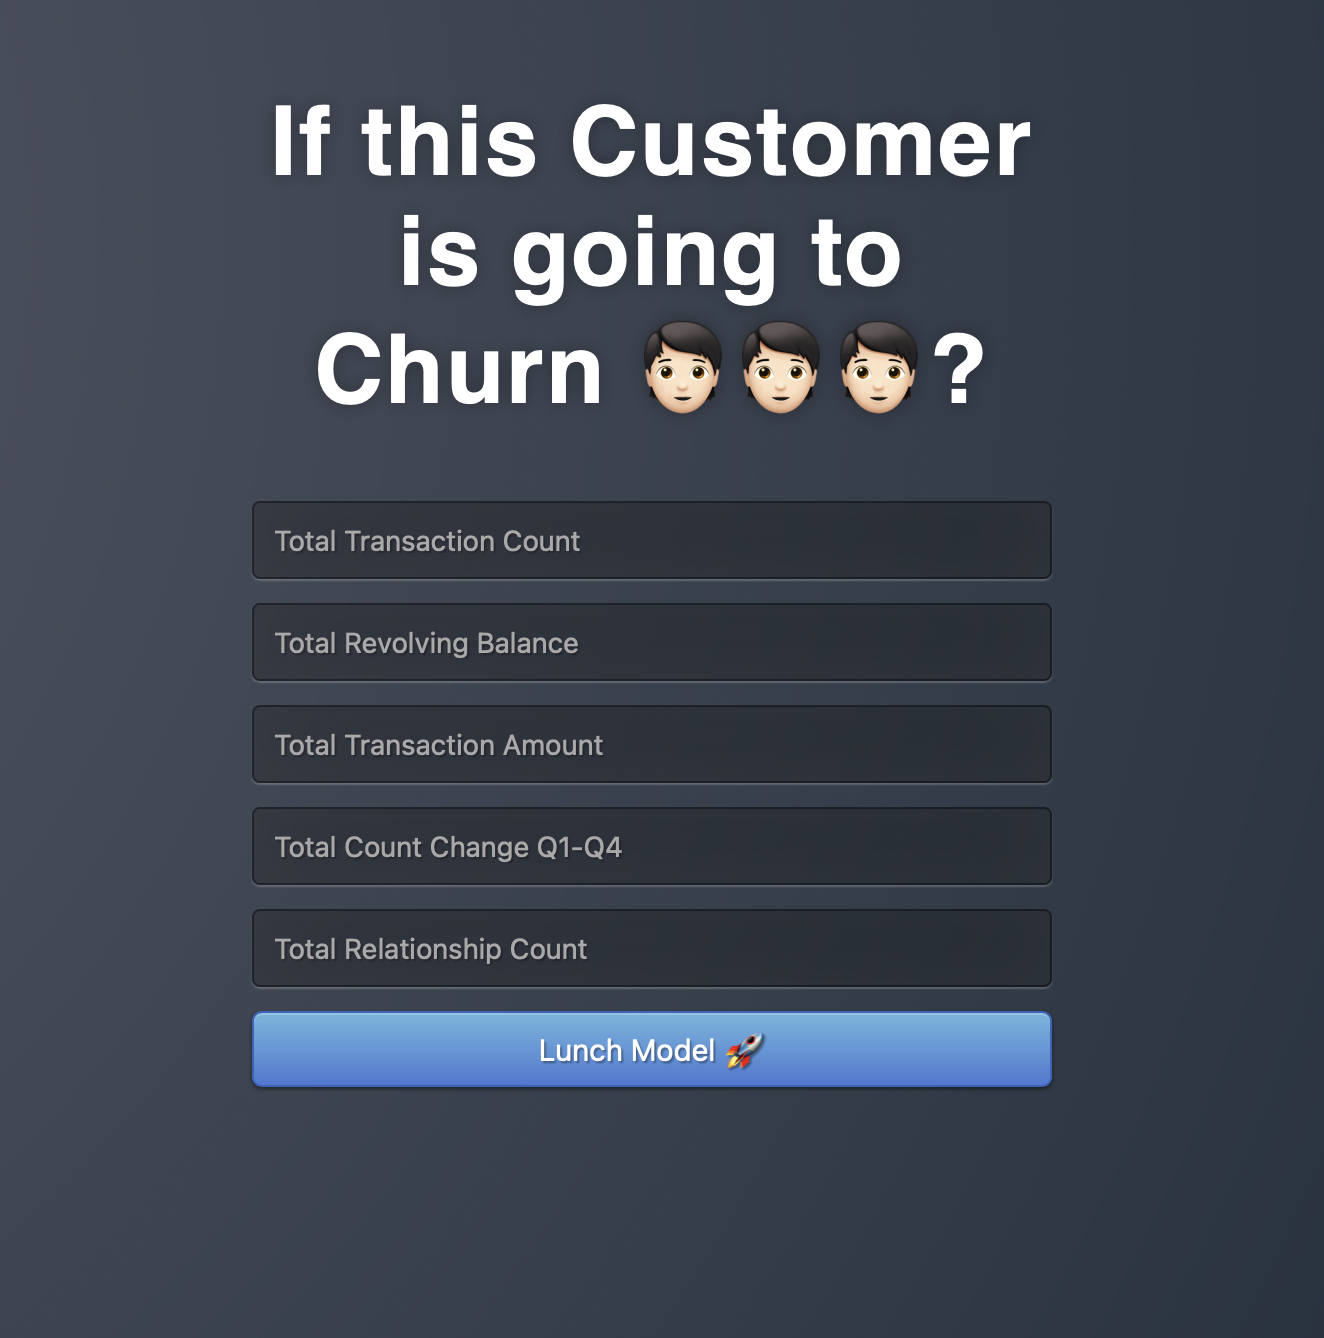 If this Customer
is going to
Churn 🧑🏻🧑🏻🧑🏻?
Total Transaction Count
Total Revolving Balance
Total Transaction Amount
Total Count Change Q1-Q4
Total Relationship Count
Lunch Model 🚀